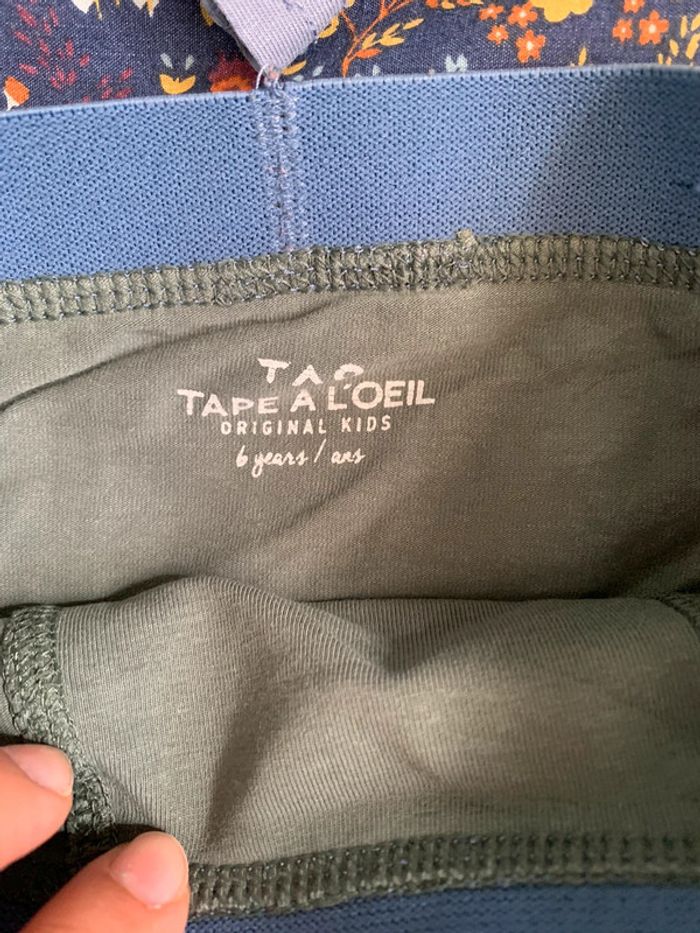 TAO
TAPE A L'OEIL
ORIGINAL KIDS
6 years / ans